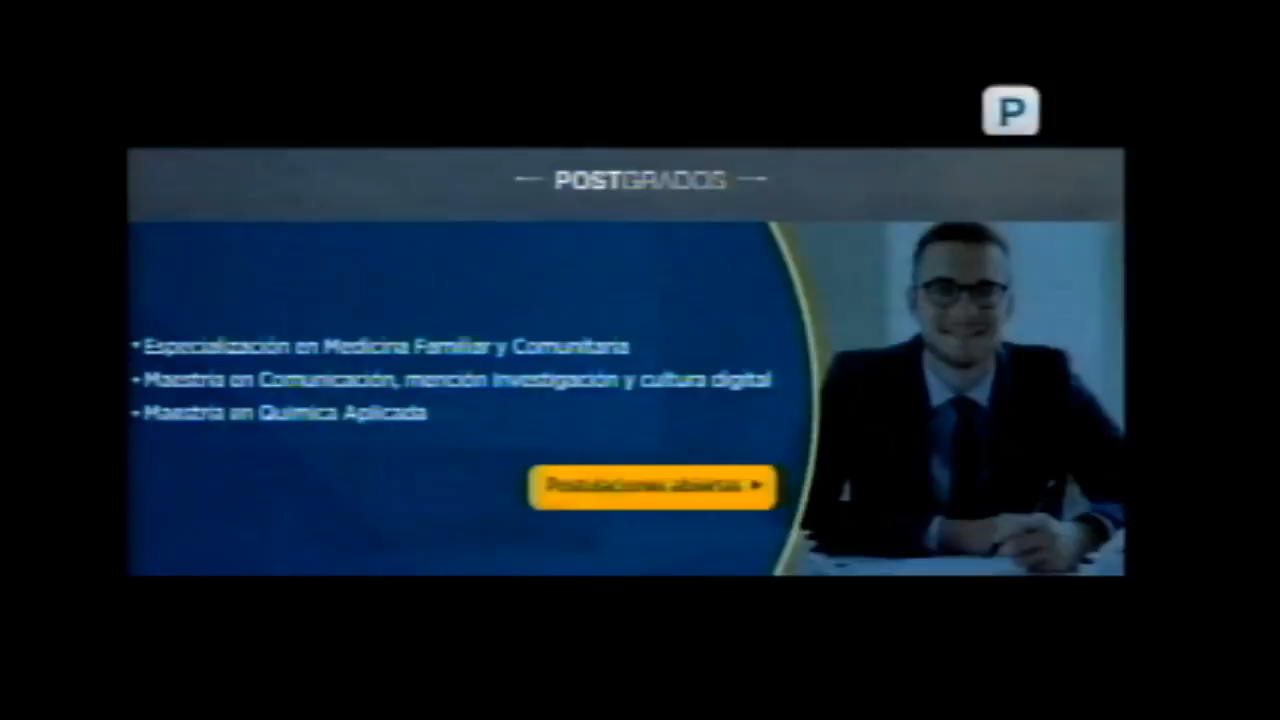 P
— POSTGRADOS —
• Especialización en Medicina Familiar y Comunitaria
• Maestría en Comunicación, mención Investigación y cultura digital
• Maestría en Química Aplicada
Postulaciones abiertas ►